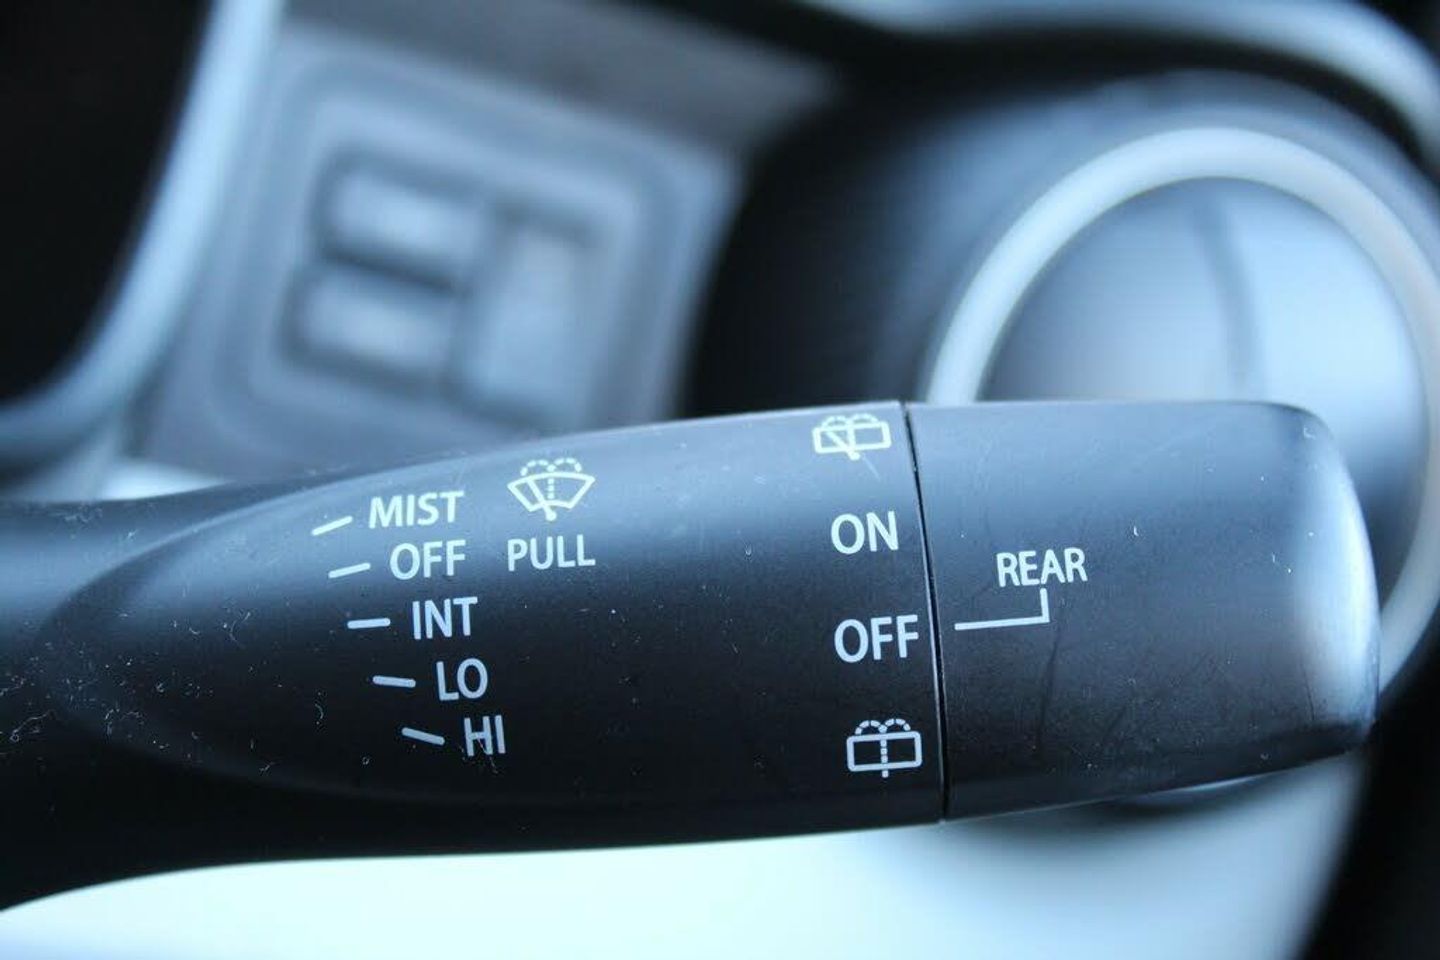 MIST
OFF
INT
LO
HI
PULL
ON
OFF
REAR